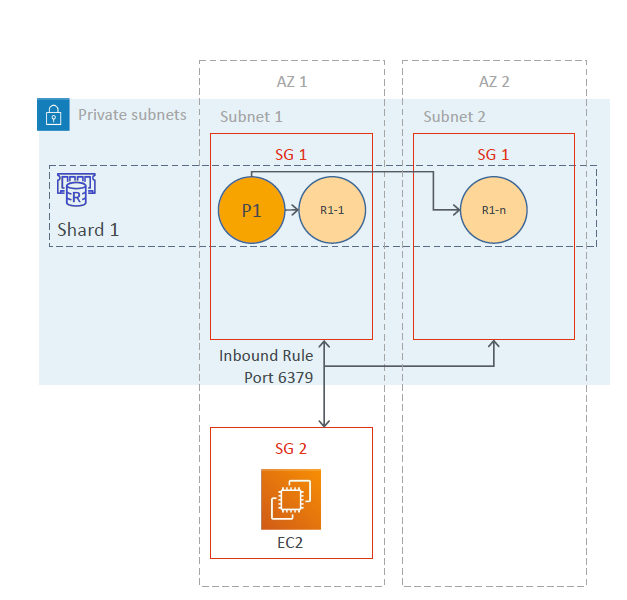 AZ 1
AZ 2
Private subnets
Subnet 1
Subnet 2
SG 1
SG 1
R
P1
R1-1
R1-n
Shard 1
Inbound Rule
Port 6379
SG 2
EC2